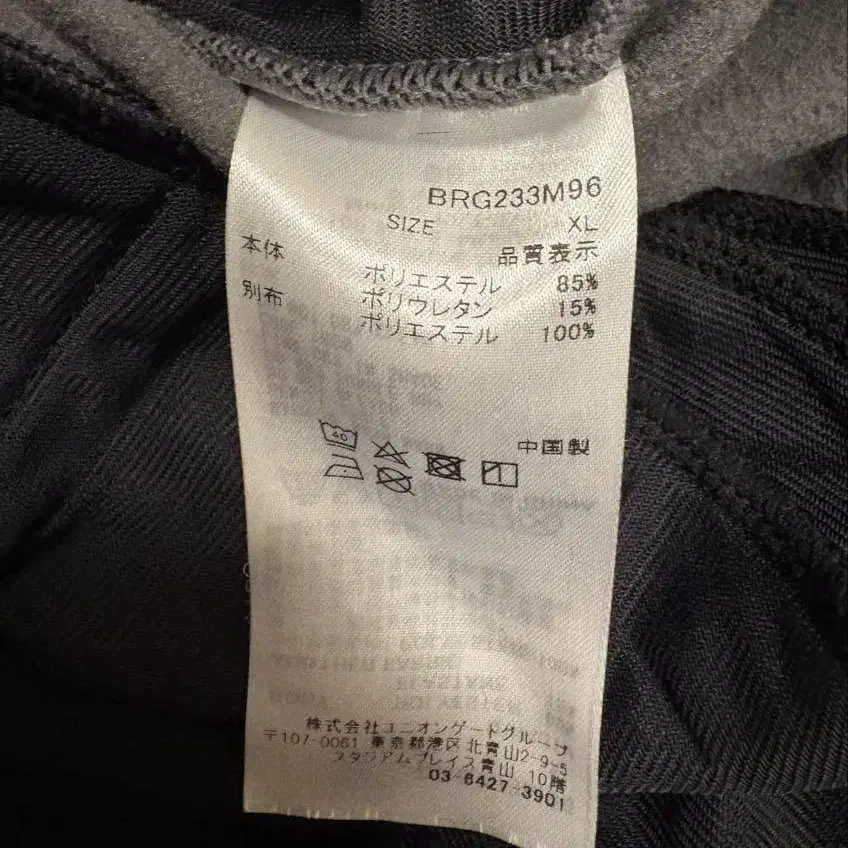 BRG233M96
SIZE XL
品質表示
本体 ポリエステル 85%
ポリウレタン 15%
別布 ポリエステル 100%
中国製
40
株式会社ユニオンゲートグループ
〒107-0061 東京都港区北青山2-9-5
スタジアムプレイス青山 10階
03-6427-3901